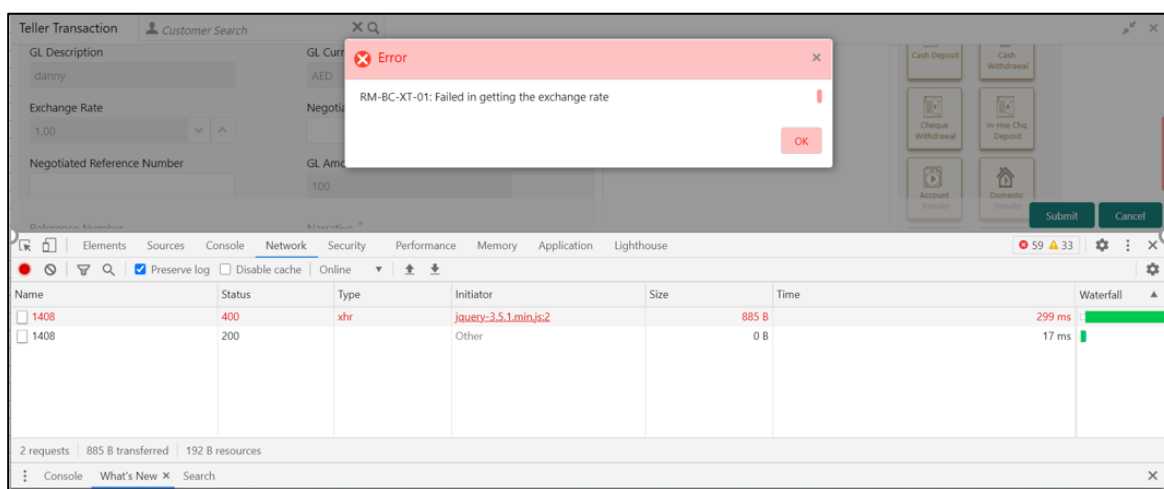 Teller Transaction Customer Search
GL Description GL Curr
danny AED
Exchange Rate Negotia
1.00
Negotiated Reference Number GL Amo
100
Reference Number Narrative
Error
RM-BC-XT-01: Failed in getting the exchange rate
OK
Cash Deposit Cash
Withdrawal
Cheque
Withdrawal
In-Hse Chq
Deposit
Account
Transfer
Domestic
Transfer
Submit Cancel
Elements Sources Console Network Security Performance Memory Application Lighthouse 59 33
Preserve log Disable cache Online
Name Status Type Initiator Size Time Waterfall
1408 400 xhr jquery-3.5.1.min.js:2 885 B 299 ms
1408 200 Other 0 B 17 ms
2 requests 885 B transferred 192 B resources
Console What's New Search